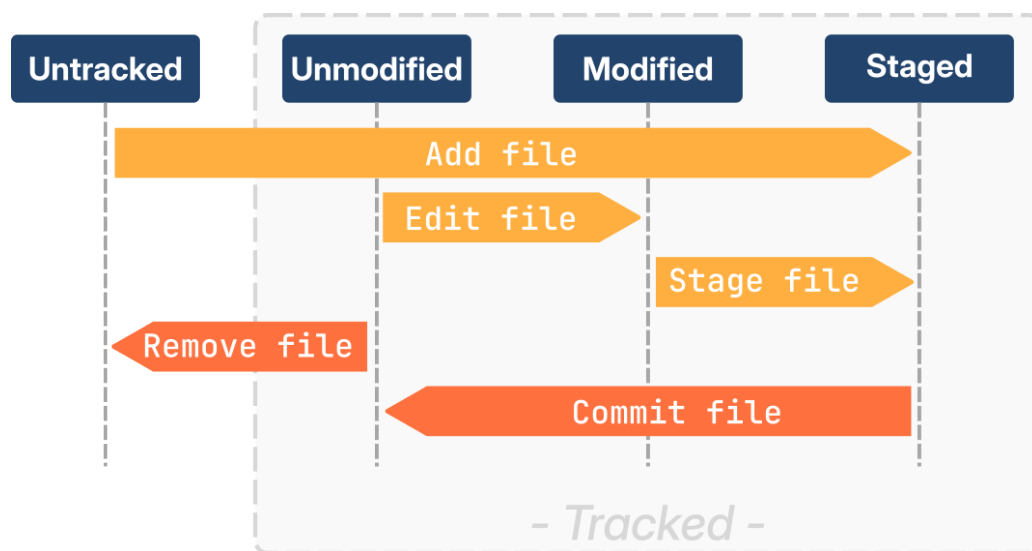 Untracked
Unmodified
Modified
Staged
Add file
Edit file
Stage file
Remove file
Commit file
- Tracked -